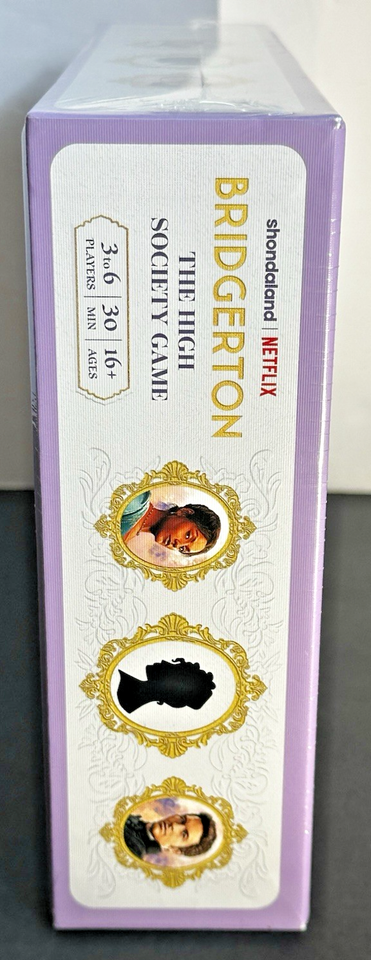 shondaland | NETFLIX
BRIDGERTON
THE HIGH
SOCIETY GAME
3 to 6 | 30 | 16+
PLAYERS | MIN | AGES